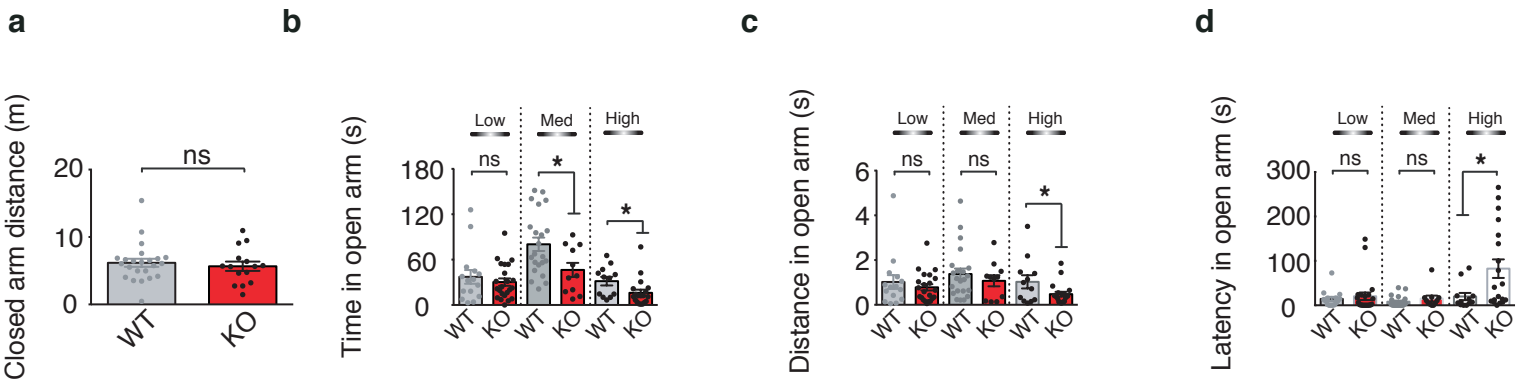 a
Closed arm distance (m)
20
10
0
ns
WT
KO
b
Time in open arm (s)
180
120
60
0
Low
Med
High
ns
*
*
WT
KO
WT
KO
WT
KO
c
Distance in open arm (s)
6
4
2
0
Low
Med
High
ns
ns
*
WT
KO
WT
KO
WT
KO
d
Latency in open arm (s)
300
200
100
0
Low
Med
High
ns
ns
*
WT
KO
WT
KO
WT
KO